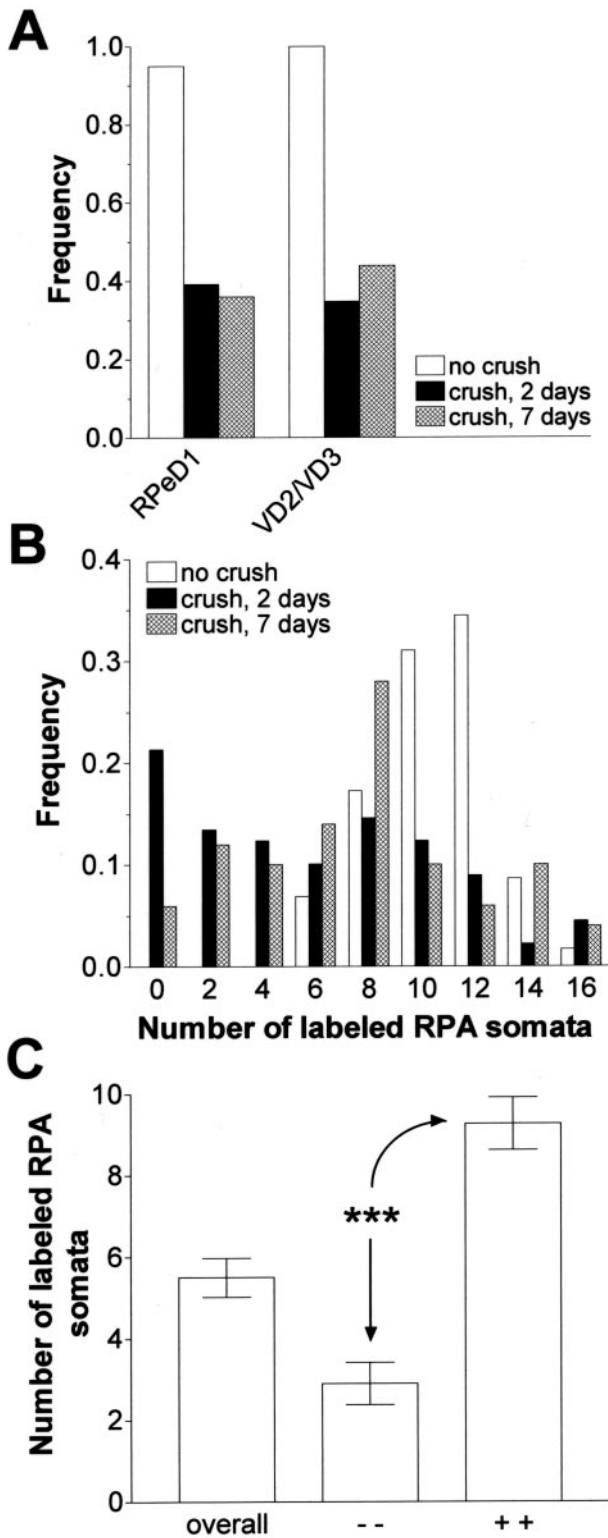 A
1.0
0.8
0.6
0.4
0.2
0.0
Frequency
no crush
crush, 2 days
crush, 7 days
RPeD1
VD2/VD3
B
0.4
0.3
0.2
0.1
0.0
Frequency
no crush
crush, 2 days
crush, 7 days
0 2 4 6 8 10 12 14 16
Number of labeled RPA somata
C
10
8
6
4
2
0
Number of labeled RPA
somata
***
overall - - + +